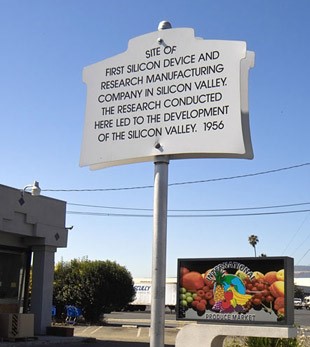 SITE OF
FIRST SILICON DEVICE AND
RESEARCH MANUFACTURING
COMPANY IN SILICON VALLEY.
THE RESEARCH CONDUCTED
HERE LED TO THE DEVELOPMENT
OF THE SILICON VALLEY. 1956
INTERNATIONAL
PRODUCE MARKET